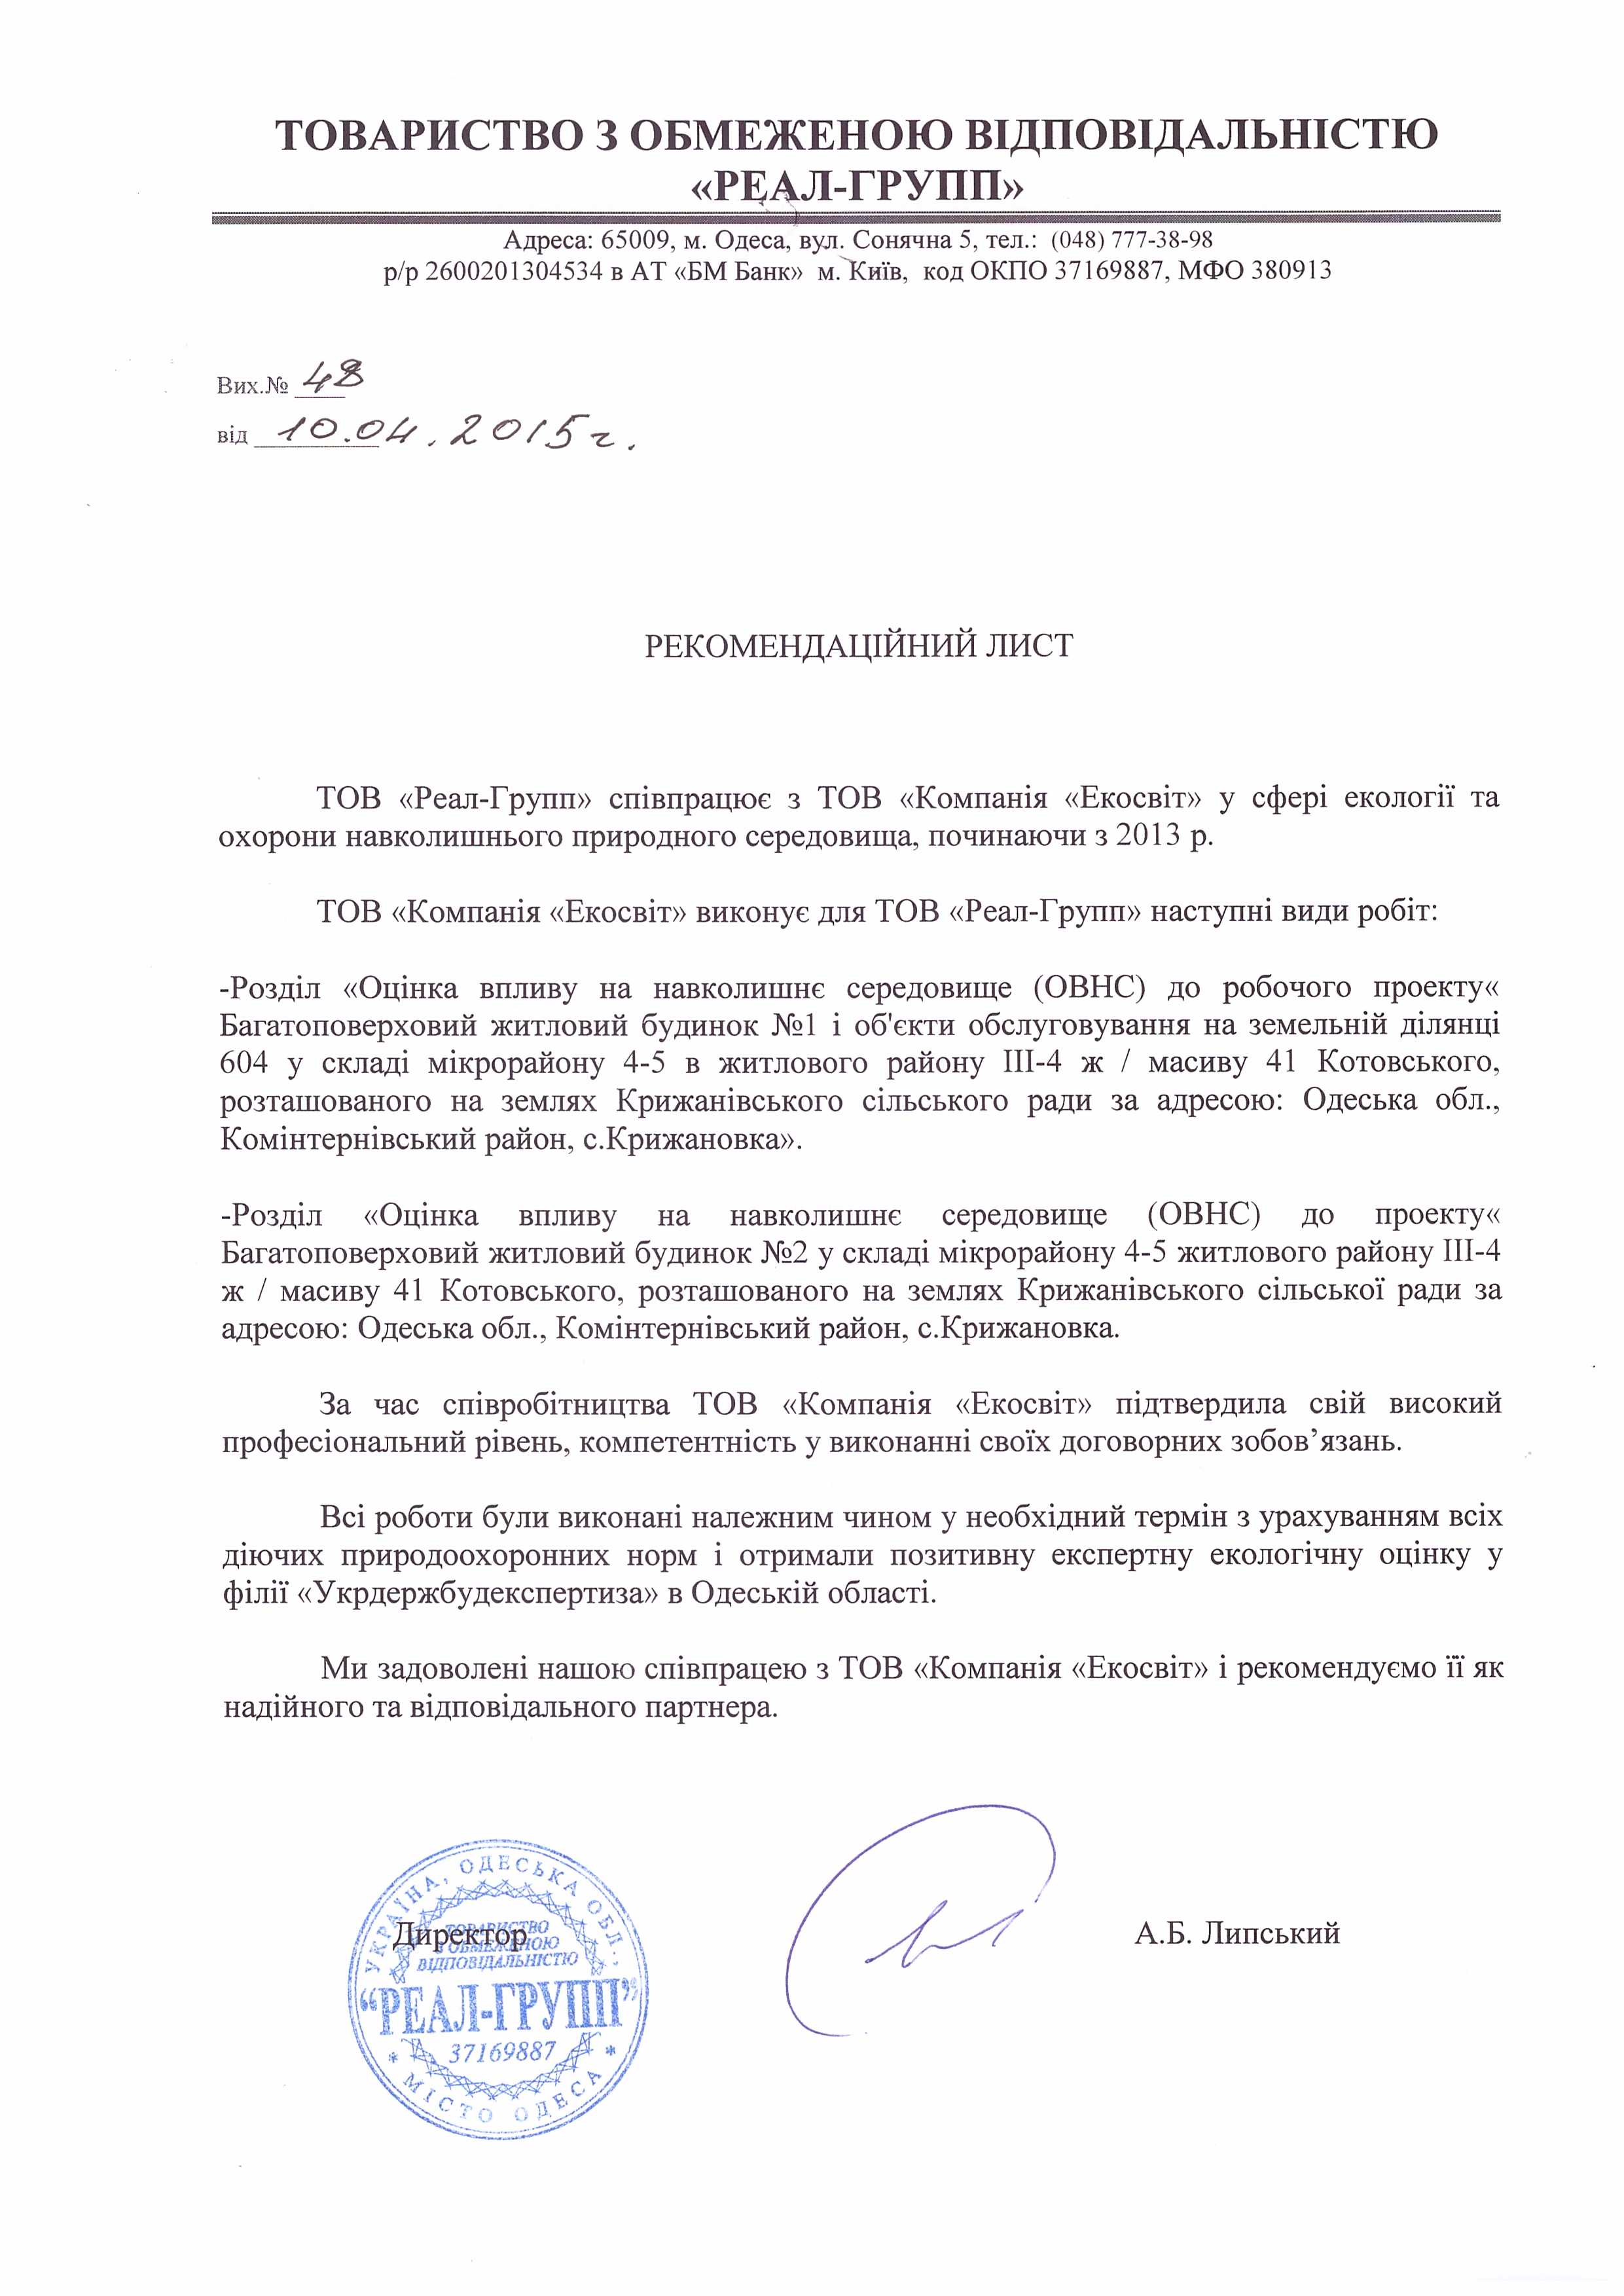 ТОВАРИСТВО З ОБМЕЖЕНОЮ ВІДПОВІДАЛЬНІСТЮ
«РЕАЛ-ГРУПП»
Адреса: 65009, м. Одеса, вул. Сонячна 5, тел.: (048) 777-38-98
р/р 2600201304534 в АТ «БМ Банк» м. Київ, код ОКПО 37169887, МФО 380913
Вих.№ 48
від 10.04.2015г.
РЕКОМЕНДАЦІЙНИЙ ЛИСТ
ТОВ «Реал-Групп» співпрацює з ТОВ «Компанія «Екосвіт» у сфері екології та
охорони навколишнього природного середовища, починаючи з 2013 р.
ТОВ «Компанія «Екосвіт» виконує для ТОВ «Реал-Групп» наступні види робіт:
-Розділ «Оцінка впливу на навколишнє середовище (ОВНС) до робочого проекту«
Багатоповерховий житловий будинок №1 і об'єкти обслуговування на земельній ділянці
604 у складі мікрорайону 4-5 в житлового району III-4 ж / масиву 41 Котовського,
розташованого на землях Крижанівського сільського ради за адресою: Одеська обл.,
Комінтернівський район, с.Крижановка».
-Розділ «Оцінка впливу на навколишнє середовище (ОВНС) до проекту«
Багатоповерховий житловий будинок №2 у складі мікрорайону 4-5 житлового району III-4
ж / масиву 41 Котовського, розташованого на землях Крижанівського сільської ради за
адресою: Одеська обл., Комінтернівський район, с.Крижановка.
За час співробітництва ТОВ «Компанія «Екосвіт» підтвердила свій високий
професіональний рівень, компетентність у виконанні своїх договорних зобов’язань.
Всі роботи були виконані належним чином у необхідний термін з урахуванням всіх
діючих природоохоронних норм і отримали позитивну експертну екологічну оцінку у
філії «Укрдержбудекспертиза» в Одеській області.
Ми задоволені нашою співпрацею з ТОВ «Компанія «Екосвіт» і рекомендуємо її як
надійного та відповідального партнера.
Директор
А.Б. Липський
УКРАЇНА, ОДЕСЬКА ОБЛ.,
ТОВАРИСТВО
З ОБМЕЖЕНОЮ
ВІДПОВІДАЛЬНІСТЮ
“РЕАЛ-ГРУПП”
37169887
* МІСТО ОДЕСА *